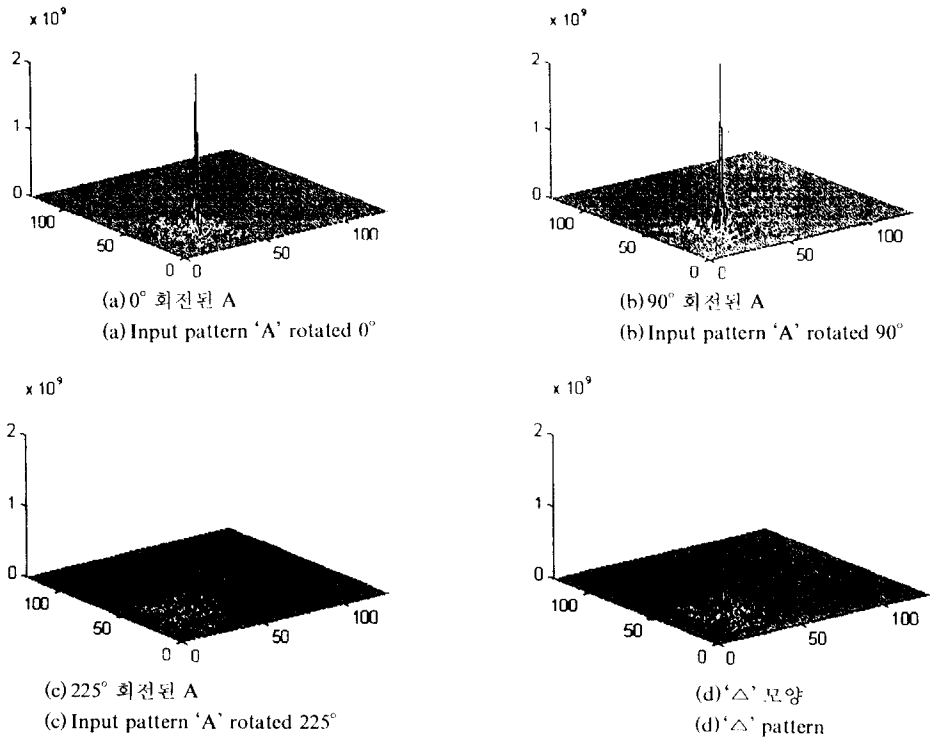 x 10⁹
2
1
0
100
50
0 0
50
100
(a) 0° 회전된 A
(a) Input pattern ‘A’ rotated 0°
x 10⁹
2
1
0
100
50
0 0
50
100
(b) 90° 회전된 A
(b) Input pattern ‘A’ rotated 90°
x 10⁹
2
1
0
100
50
0 0
50
100
(c) 225° 회전된 A
(c) Input pattern ‘A’ rotated 225°
x 10⁹
2
1
0
100
50
0 0
50
100
(d) ‘△’ 모양
(d) ‘△’ pattern